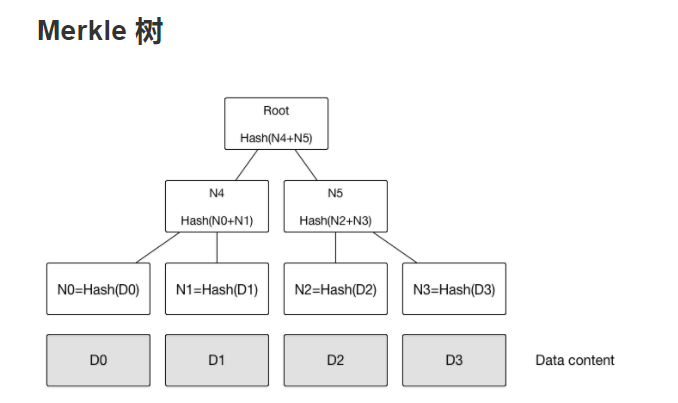 Merkle 树
Root
Hash(N4+N5)
N4
Hash(N0+N1)
N5
Hash(N2+N3)
N0=Hash(D0)
N1=Hash(D1)
N2=Hash(D2)
N3=Hash(D3)
D0
D1
D2
D3
Data content